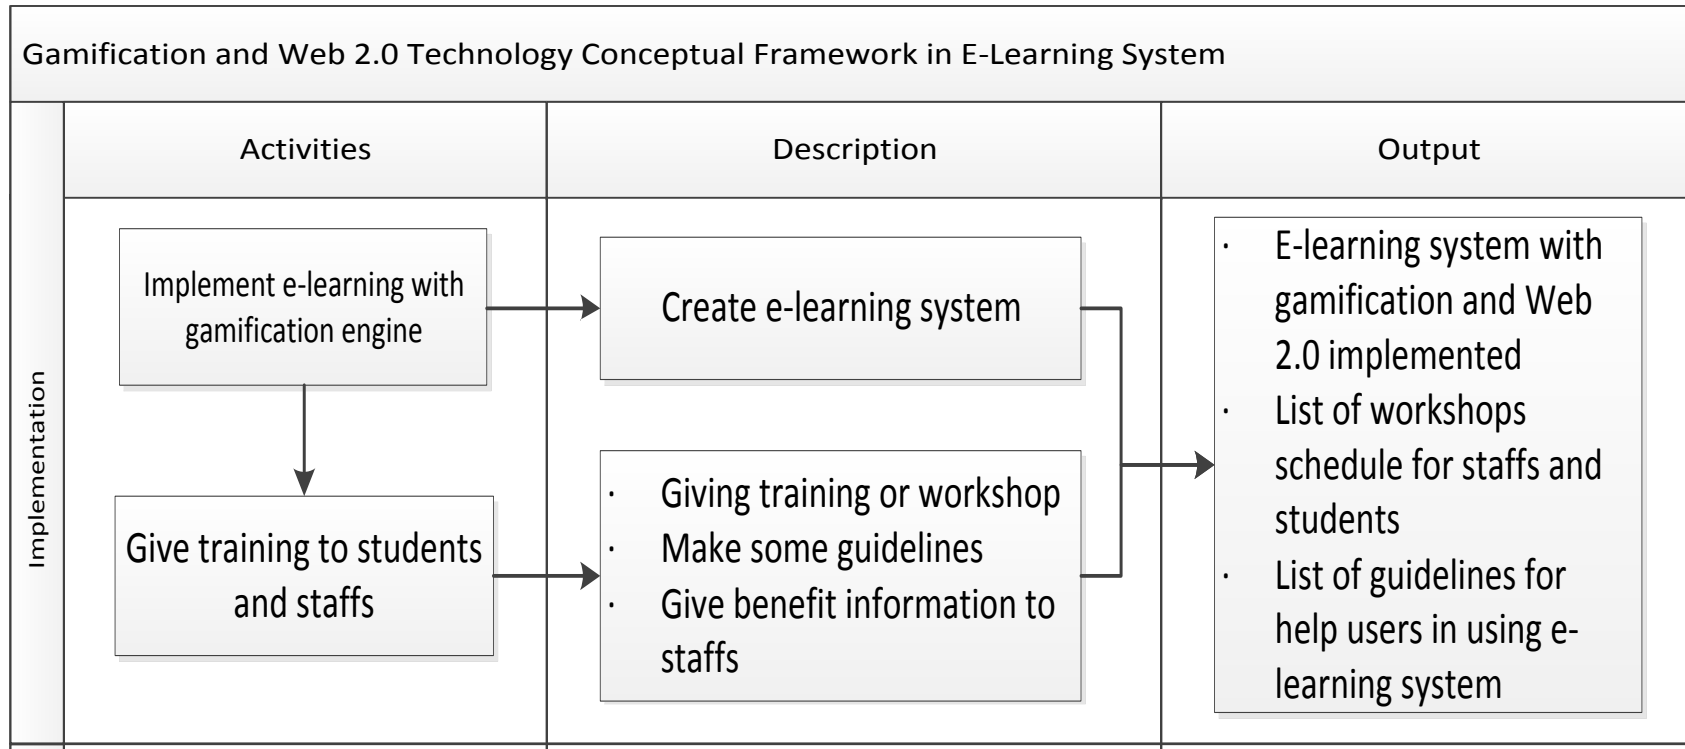 Gamification and Web 2.0 Technology Conceptual Framework in E-Learning System
Activities
Description
Output
Implementation
Implement e-learning with
gamification engine
Create e-learning system
Give training to students
and staffs
· Giving training or workshop
· Make some guidelines
· Give benefit information to
staffs
· E-learning system with
gamification and Web
2.0 implemented
· List of workshops
schedule for staffs and
students
· List of guidelines for
help users in using e-
learning system